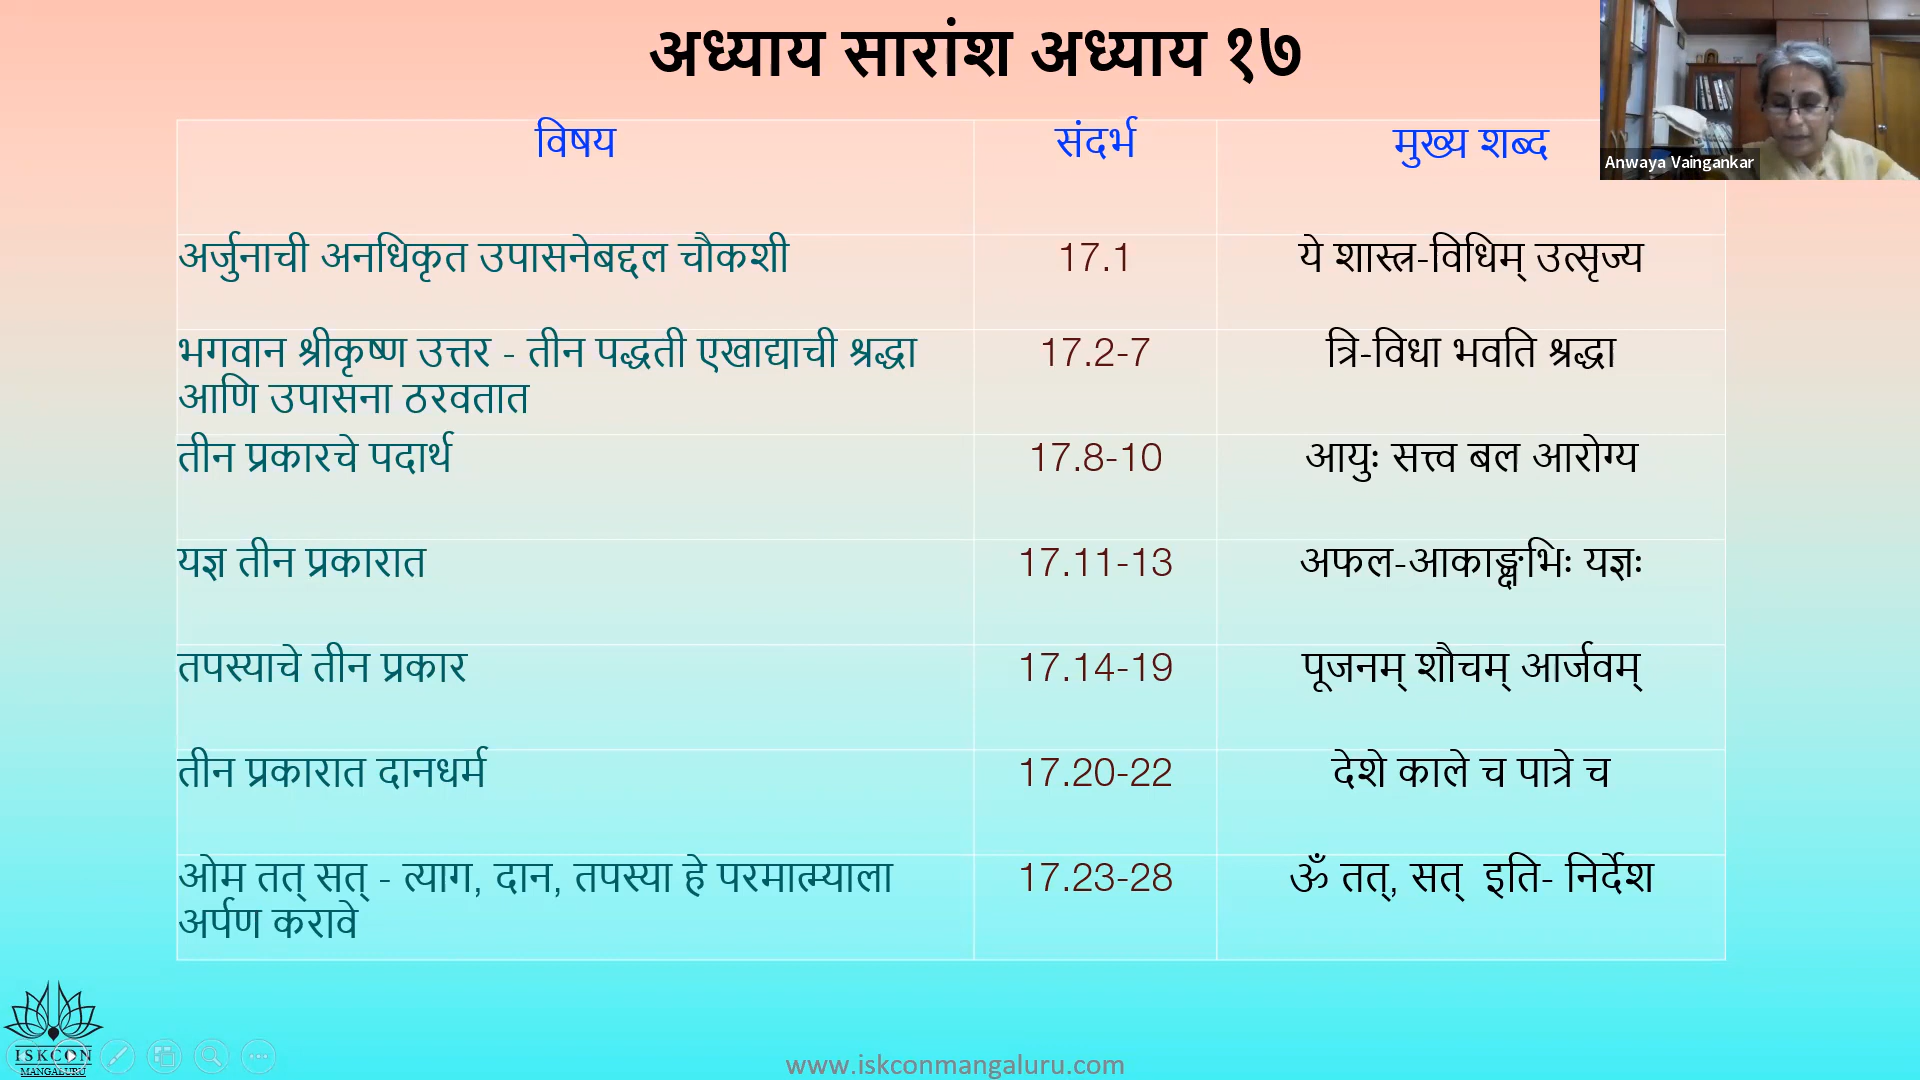 अध्याय सारांश अध्याय १७
Anwaya Vaingankar
विषय संदर्भ मुख्य शब्द
अर्जुनाची अनधिकृत उपासनेबद्दल चौकशी 17.1 ये शास्त्र-विधिम् उत्सृज्य
भगवान श्रीकृष्ण उत्तर - तीन पद्धती एखाद्याची श्रद्धा 17.2-7 त्रि-विधा भवति श्रद्धा
आणि उपासना ठरवतात
तीन प्रकारचे पदार्थ 17.8-10 आयुः सत्त्व बल आरोग्य
यज्ञ तीन प्रकारात 17.11-13 अफल-आकाङ्क्षभिः यज्ञः
तपस्याचे तीन प्रकार 17.14-19 पूजनम् शौचम् आर्जवम्
तीन प्रकारात दानधर्म 17.20-22 देशे काले च पात्रे च
ओम तत् सत् - त्याग, दान, तपस्या हे परमात्म्याला 17.23-28 ॐ तत्, सत् इति- निर्देश
अर्पण करावे
ISKCON
MANGALURU
www.iskconmangaluru.com